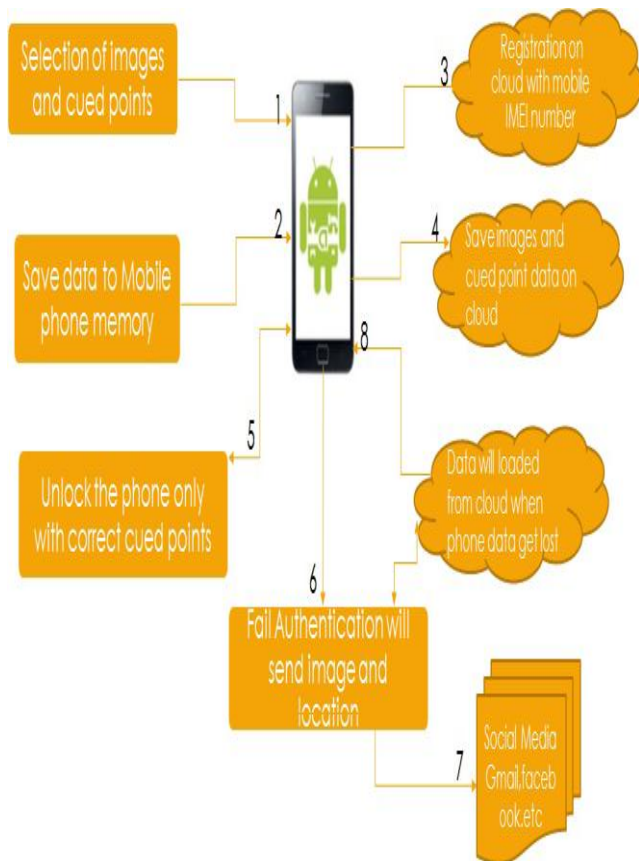 Selection of images
and cued points
1
3
Registration on
cloud with mobile
IMEI number
Save data to Mobile
phone memory
2
4
Save images and
cued point data on
cloud
8
5
Unlock the phone only
with correct cued points
Data will loaded
from cloud when
phone data get lost
6
Fail Authentication will
send image and
location
7
Social Media
Gmail,faceb
ook.etc